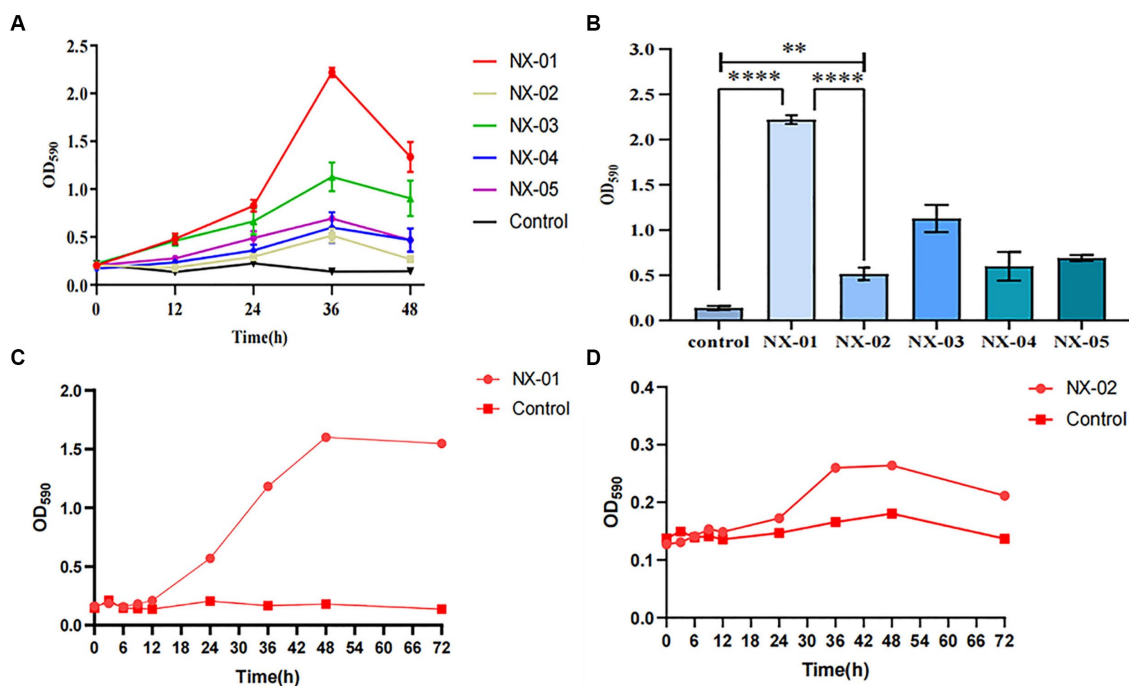 A
2.5
2.0
1.5
1.0
0.5
0.0
OD590
0 12 24 36 48
Time(h)
NX-01
NX-02
NX-03
NX-04
NX-05
Control
B
3.0
2.5
2.0
1.5
1.0
0.5
0.0
OD590
**
**** ****
control NX-01 NX-02 NX-03 NX-04 NX-05
C
2.0
1.5
1.0
0.5
0.0
OD590
0 6 12 18 24 30 36 42 48 54 60 66 72
Time(h)
NX-01
Control
D
0.4
0.3
0.2
0.1
0.0
OD590
0 6 12 18 24 30 36 42 48 54 60 66 72
Time(h)
NX-02
Control